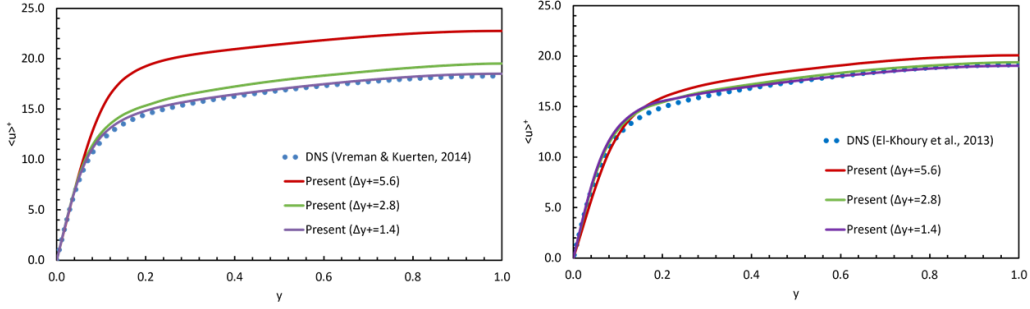 25.0
20.0
15.0
10.0
5.0
0.0
<u>+
0.0 0.2 0.4 0.6 0.8 1.0
y
DNS (Vreman & Kuerten, 2014)
Present (Δy+=5.6)
Present (Δy+=2.8)
Present (Δy+=1.4)
25.0
20.0
15.0
10.0
5.0
0.0
<u>+
0.0 0.2 0.4 0.6 0.8 1.0
y
DNS (El-Khoury et al., 2013)
Present (Δy+=5.6)
Present (Δy+=2.8)
Present (Δy+=1.4)